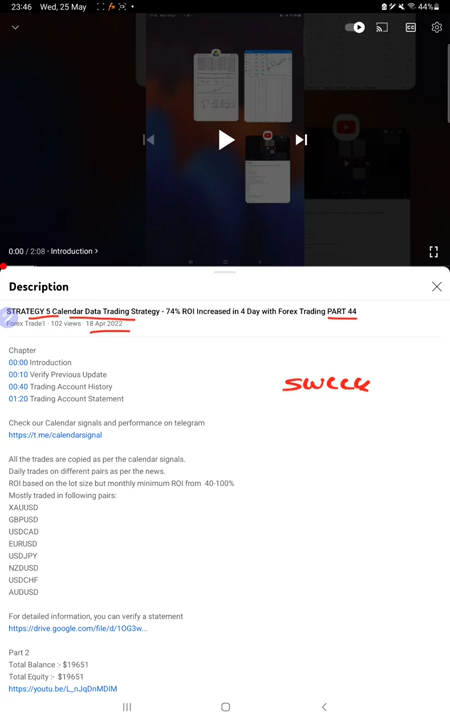 23:46 Wed, 25 May
44%
0:00 / 2:08 · Introduction >
Description
STRATEGY 5 Calendar Data Trading Strategy - 74% ROI Increased in 4 Day with Forex Trading PART 44
Forex Trade1 · 102 views · 18 Apr 2022
Chapter
00:00 Introduction
00:10 Verify Previous Update
00:40 Trading Account History
01:20 Trading Account Statement
Check our Calendar signals and performance on telegram
https://t.me/calendarsignal
All the trades are copied as per the calendar signals.
Daily trades on different pairs as per the news.
ROI based on the lot size but monthly minimum ROI from 40-100%
Mostly traded in following pairs:
XAUUSD
GBPUSD
USDCAD
EURUSD
USDJPY
NZDUSD
USDCHF
AUDUSD
For detailed information, you can verify a statement
https://drive.google.com/file/d/1OG3w...
Part 2
Total Balance :- $19651
Total Equity :- $19651
https://youtu.be/L_nJqDnMDlM